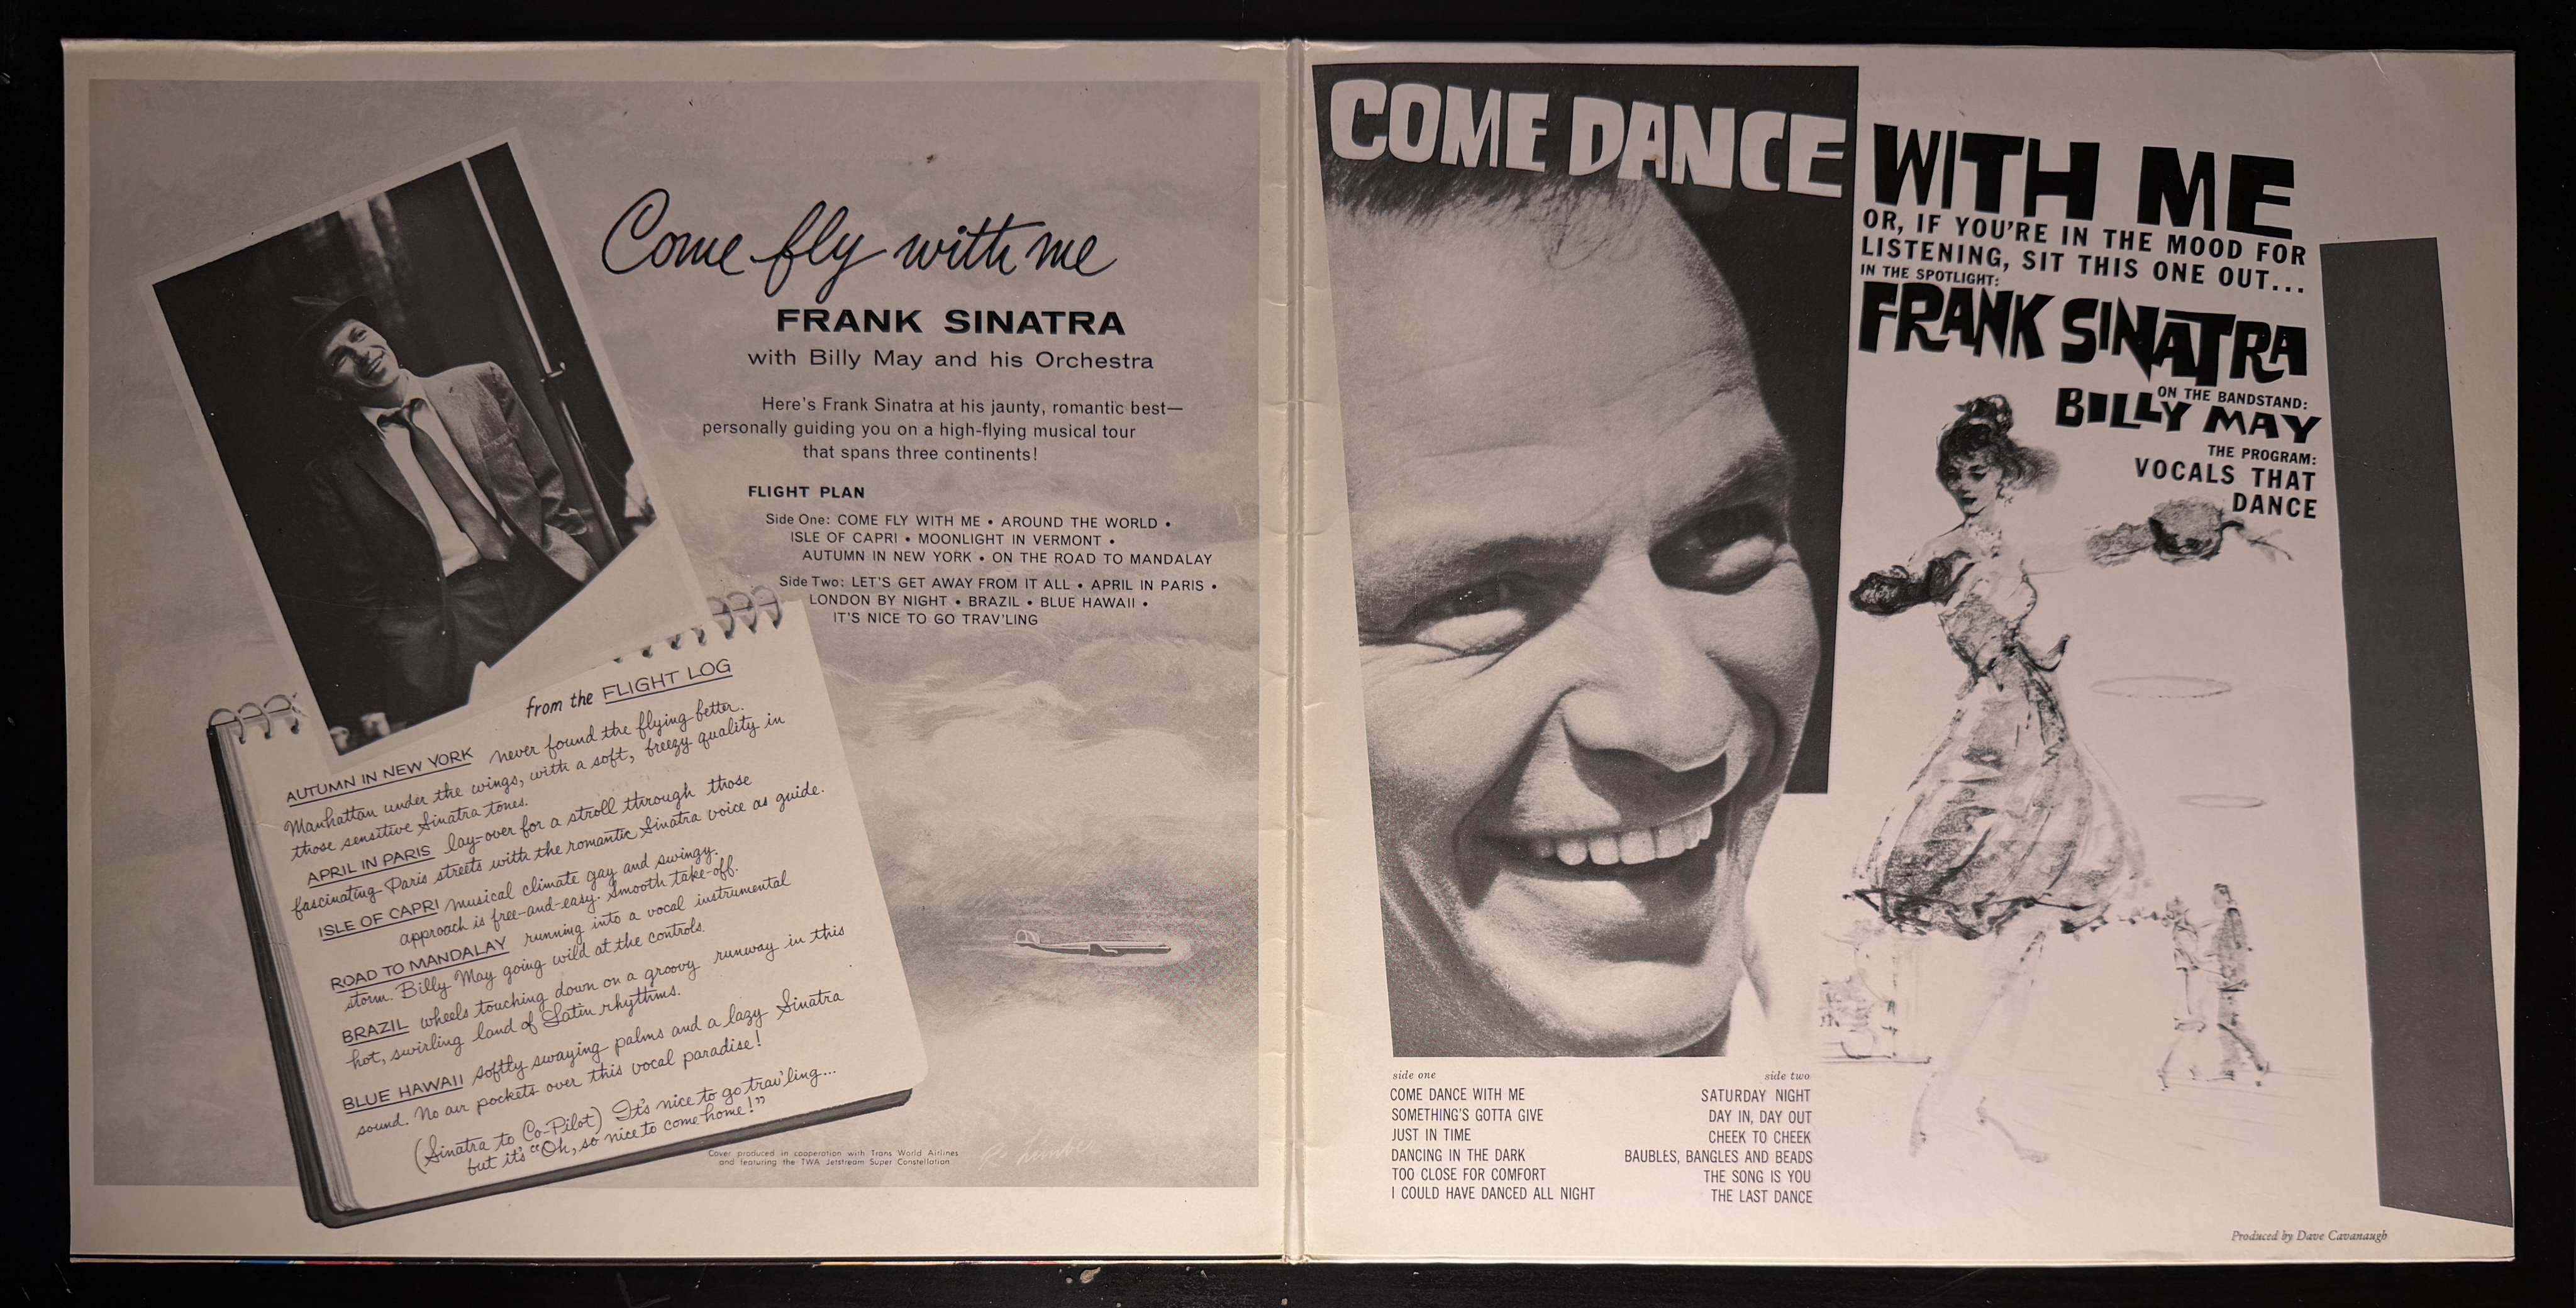 Come fly with me
FRANK SINATRA
with Billy May and his Orchestra
Here's Frank Sinatra at his jaunty, romantic best—
personally guiding you on a high-flying musical tour
that spans three continents!
FLIGHT PLAN
Side One: COME FLY WITH ME • AROUND THE WORLD •
ISLE OF CAPRI • MOONLIGHT IN VERMONT •
AUTUMN IN NEW YORK • ON THE ROAD TO MANDALAY
Side Two: LET'S GET AWAY FROM IT ALL • APRIL IN PARIS •
LONDON BY NIGHT • BRAZIL • BLUE HAWAII •
IT'S NICE TO GO TRAV'LING
from the FLIGHT LOG
AUTUMN IN NEW YORK never found the flying better.
Manhattan under the wings, with a soft, breezy quality in
those sensitive Sinatra tones.
APRIL IN PARIS lay-over for a stroll through those
fascinating Paris streets with the romantic Sinatra voice as guide.
ISLE OF CAPRI musical climate gay and swingy.
approach is free-and-easy. Smooth take-off.
ROAD TO MANDALAY running into a vocal instrumental
storm. Billy May going wild at the controls.
BRAZIL wheels touching down on a groovy runway in this
hot, swirling land of Latin rhythms.
BLUE HAWAII softly swaying palms and a lazy Sinatra
sound. No air pockets over this vocal paradise!
(Sinatra to Co-Pilot) It's nice to go trav'ling...
but it's "Oh, so nice to come home!"
Cover produced in cooperation with Trans World Airlines
and featuring the TWA Jetstream Super Constellation
COME DANCE
WITH ME
OR, IF YOU'RE IN THE MOOD FOR
LISTENING, SIT THIS ONE OUT...
IN THE SPOTLIGHT:
FRANK SINATRA
ON THE BANDSTAND:
BILLY MAY
THE PROGRAM:
VOCALS THAT
DANCE
side one
COME DANCE WITH ME
SOMETHING'S GOTTA GIVE
JUST IN TIME
DANCING IN THE DARK
TOO CLOSE FOR COMFORT
I COULD HAVE DANCED ALL NIGHT
side two
SATURDAY NIGHT
DAY IN, DAY OUT
CHEEK TO CHEEK
BAUBLES, BANGLES AND BEADS
THE SONG IS YOU
THE LAST DANCE
Produced by Dave Cavanaugh